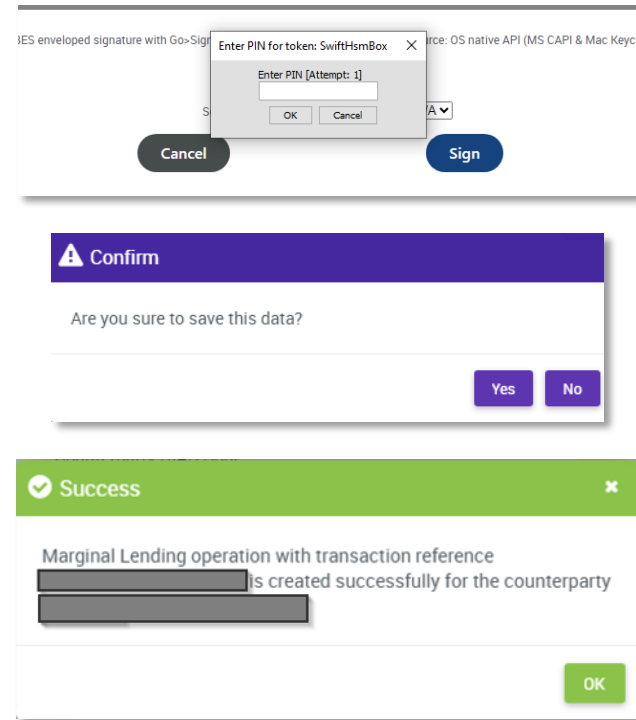 BES enveloped signature with Go>Sign
Enter PIN for token: SwiftHsmBox
rce: OS native API (MS CAPI & Mac Keyc
Enter PIN [Attempt: 1]
OK Cancel
Cancel Sign
Confirm
Are you sure to save this data?
Yes No
Success
Marginal Lending operation with transaction reference
is created successfully for the counterparty
OK